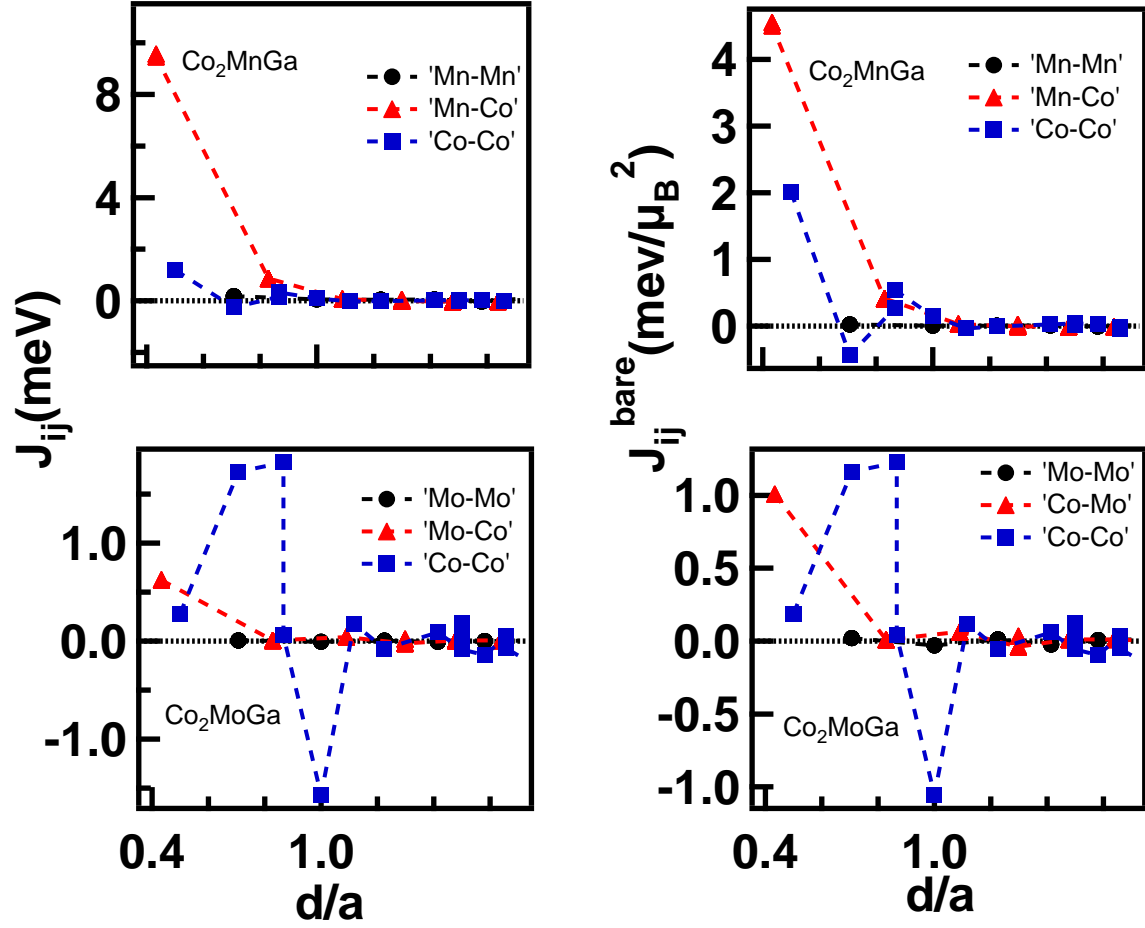 J_ij(meV)
8
4
0
Co₂MnGa
'Mn-Mn'
'Mn-Co'
'Co-Co'
J_ij^bare(mev/μ_B²)
4
3
2
1
0
Co₂MnGa
'Mn-Mn'
'Mn-Co'
'Co-Co'
1.0
0.0
-1.0
'Mo-Mo'
'Mo-Co'
'Co-Co'
Co₂MoGa
0.4
1.0
d/a
1.0
0.5
0.0
-0.5
-1.0
'Mo-Mo'
'Co-Mo'
'Co-Co'
Co₂MoGa
0.4
1.0
d/a